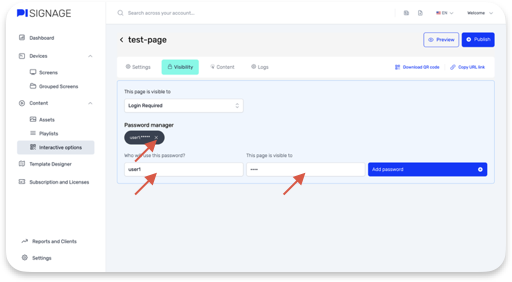 PISIGNAGE
Search across your account...
EN
Welcome
Dashboard
Devices
Screens
Grouped Screens
Content
Assets
Playlists
Interactive options
Template Designer
Subscription and Licenses
Reports and Clients
Settings
test-page
Preview
Publish
Settings
Visibility
Content
Logs
Download QR code
Copy URL link
This page is visible to
Login Required
Password manager
user1 *****
Who will use this password?
This page is visible to
user1
••••
Add password